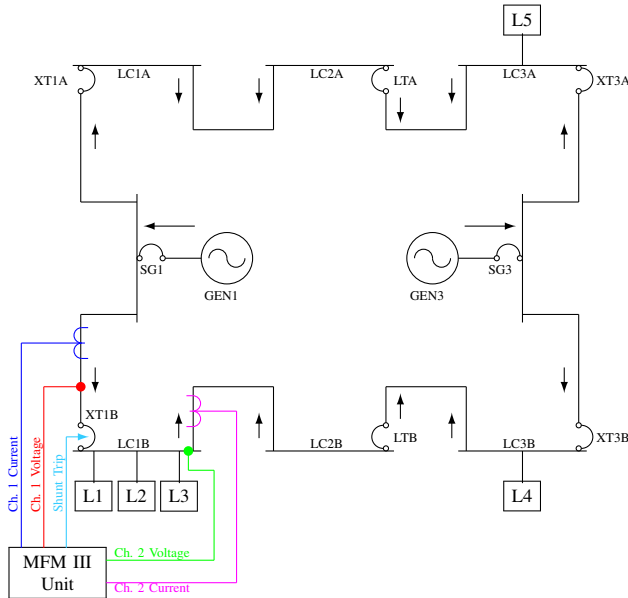 L5
XT1A
LC1A
LC2A
LTA
LC3A
XT3A
SG1
GEN1
GEN3
SG3
XT1B
LC1B
LC2B
LTB
LC3B
XT3B
L1
L2
L3
L4
Ch. 1 Current
Ch. 1 Voltage
Shunt Trip
MFM III
Unit
Ch. 2 Voltage
Ch. 2 Current